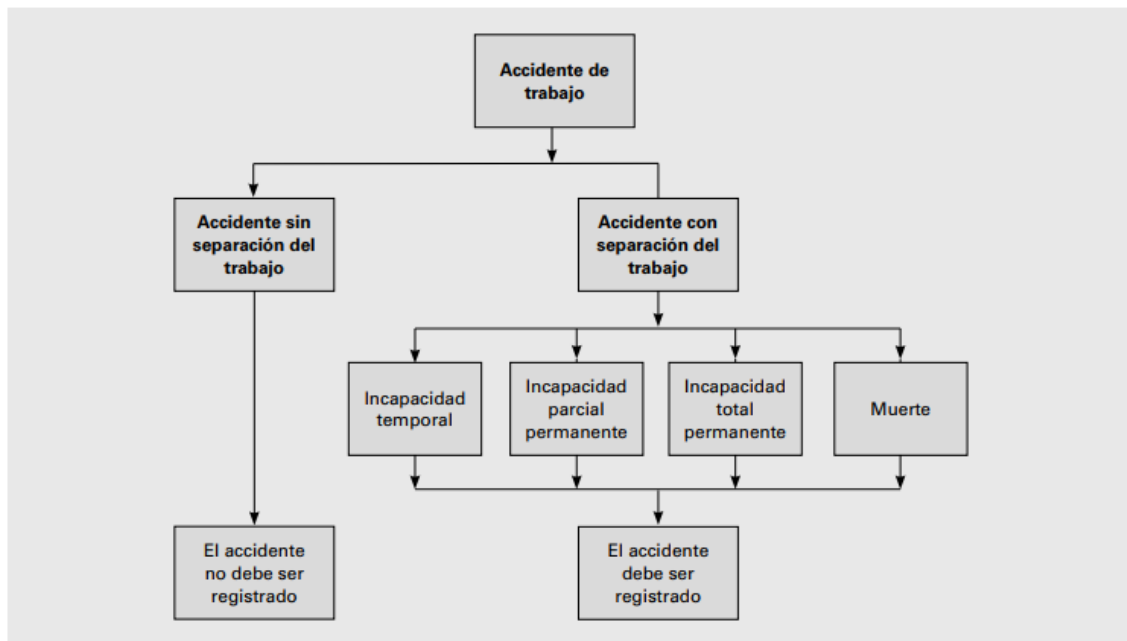 Accidente de
trabajo
Accidente sin
separación del
trabajo
Accidente con
separación del
trabajo
Incapacidad
temporal
Incapacidad
parcial
permanente
Incapacidad
total
permanente
Muerte
El accidente
no debe ser
registrado
El accidente
debe ser
registrado